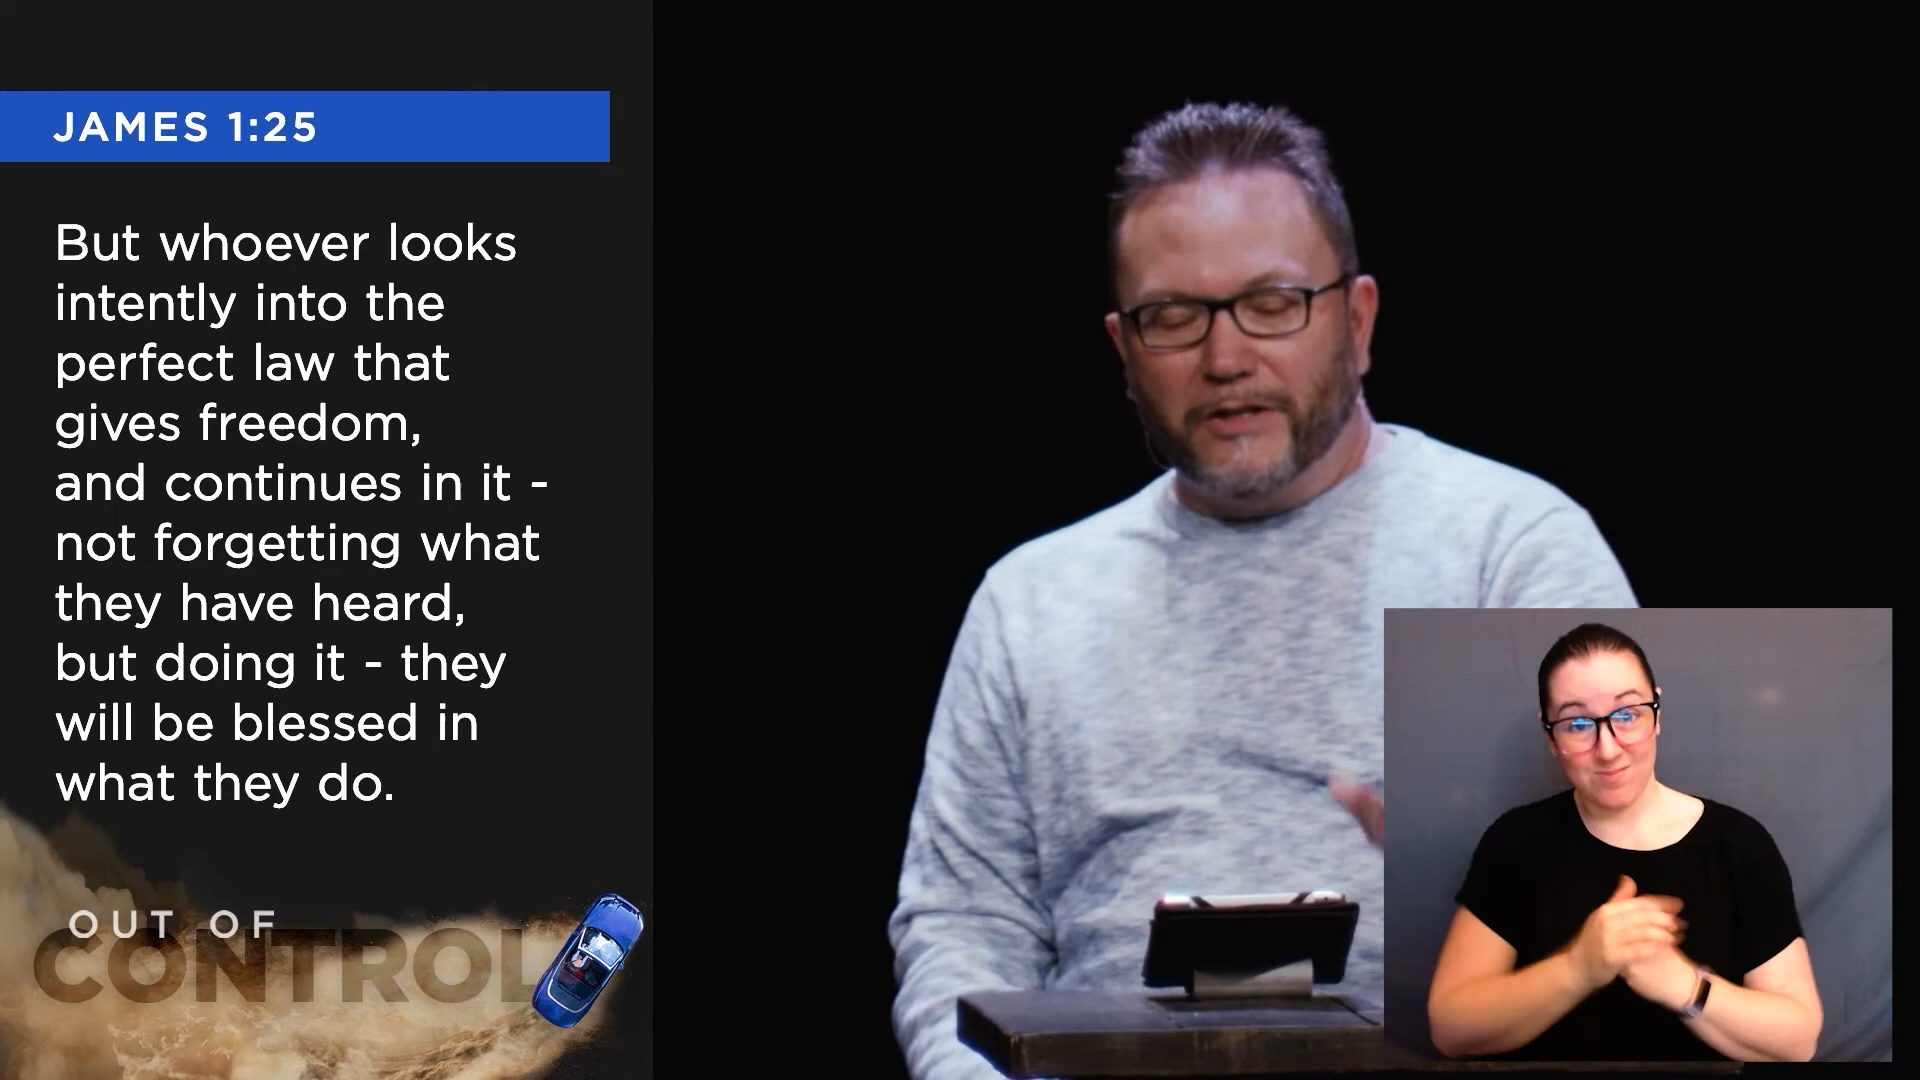 JAMES 1:25
But whoever looks
intently into the
perfect law that
gives freedom,
and continues in it -
not forgetting what
they have heard,
but doing it - they
will be blessed in
what they do.
OUT OF
CONTROL